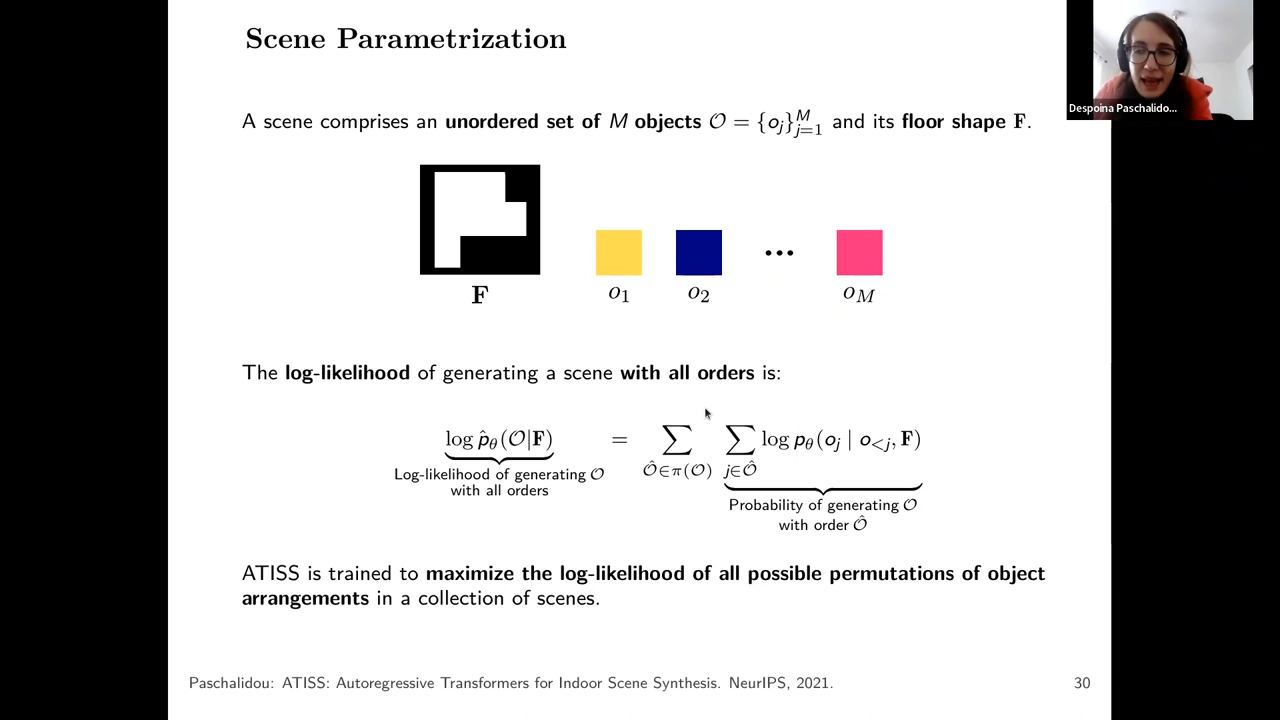 Scene Parametrization
Despoina Paschalido...
A scene comprises an unordered set of M objects 𝒪 = {o_j}_{j=1}^M and its floor shape F.
F
o_1 o_2 ... o_M
The log-likelihood of generating a scene with all orders is:
log p̂_θ(𝒪|F) = ∑_{𝒪̂∈π(𝒪)} ∑_{j∈𝒪̂} log p_θ(o_j | o_{<j}, F)
Log-likelihood of generating 𝒪
with all orders
Probability of generating 𝒪
with order 𝒪̂
ATISS is trained to maximize the log-likelihood of all possible permutations of object
arrangements in a collection of scenes.
Paschalidou: ATISS: Autoregressive Transformers for Indoor Scene Synthesis. NeurIPS, 2021.
30